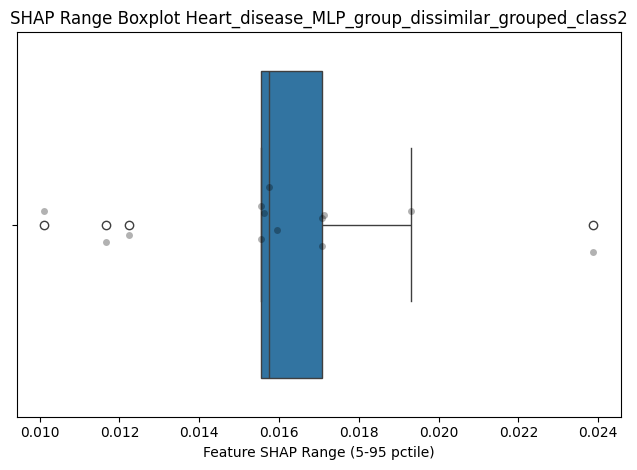 SHAP Range Boxplot Heart_disease_MLP_group_dissimilar_grouped_class2
0.010 0.012 0.014 0.016 0.018 0.020 0.022 0.024
Feature SHAP Range (5-95 pctile)